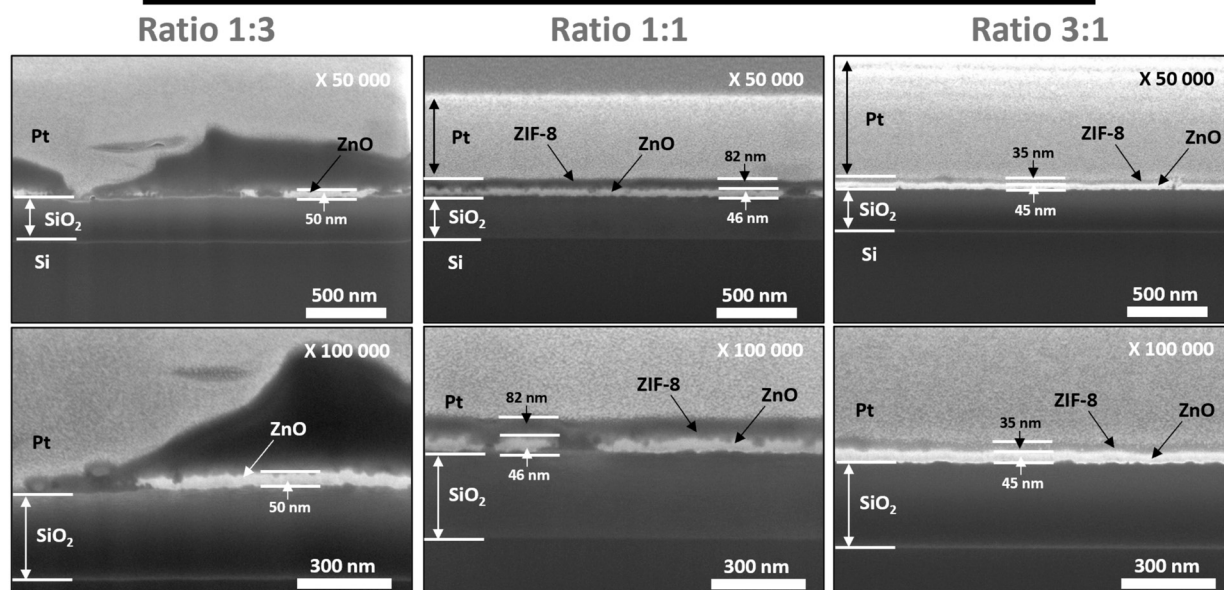 Ratio 1:3
Ratio 1:1
Ratio 3:1
X 50 000
Pt
ZnO
SiO₂
50 nm
Si
500 nm
X 50 000
Pt
ZIF-8
ZnO
82 nm
SiO₂
46 nm
500 nm
X 50 000
Pt
ZIF-8
ZnO
35 nm
SiO₂
45 nm
Si
500 nm
X 100 000
Pt
ZnO
50 nm
SiO₂
300 nm
X 100 000
82 nm
ZIF-8
ZnO
Pt
46 nm
SiO₂
300 nm
X 100 000
ZIF-8
35 nm
ZnO
Pt
45 nm
SiO₂
300 nm